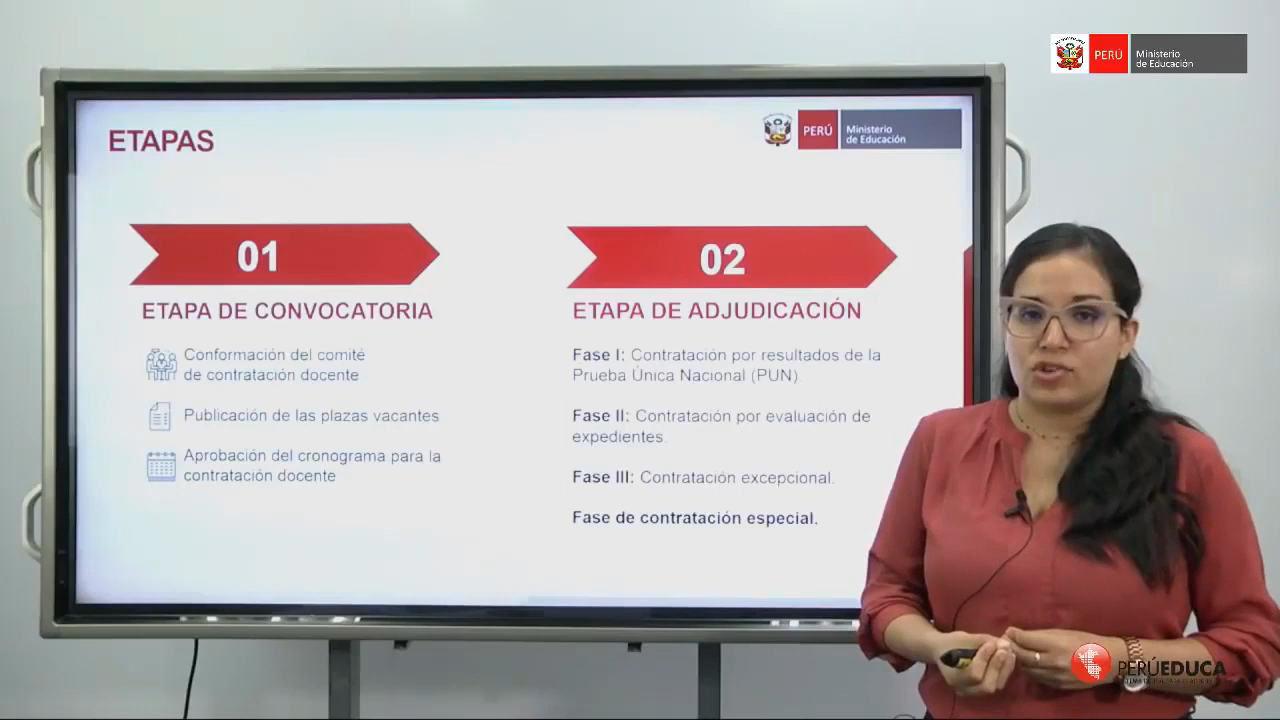 PERÚ
Ministerio
de Educación
ETAPAS
PERÚ
Ministerio
de Educación
01
ETAPA DE CONVOCATORIA
Conformación del comité
de contratación docente
Publicación de las plazas vacantes
Aprobación del cronograma para la
contratación docente
02
ETAPA DE ADJUDICACIÓN
Fase I: Contratación por resultados de la
Prueba Única Nacional (PUN).
Fase II: Contratación por evaluación de
expedientes.
Fase III: Contratación excepcional.
Fase de contratación especial.
PERÚEDUCA